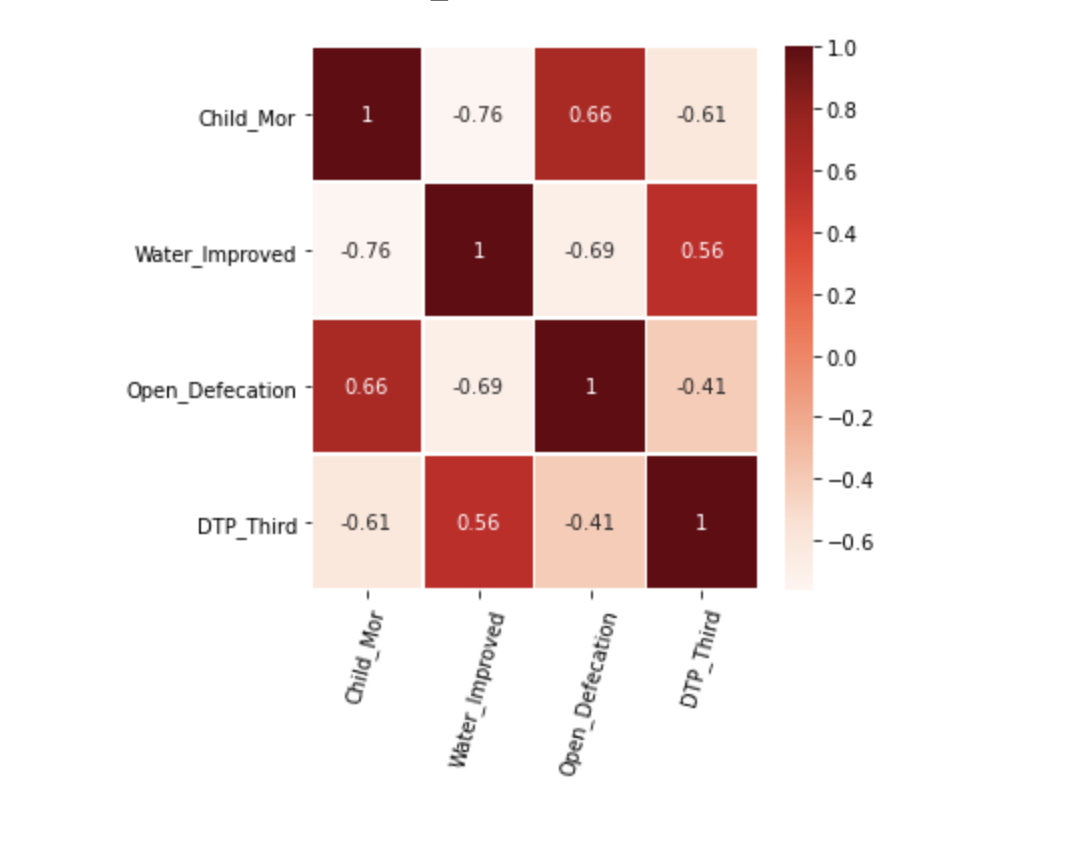 Child_Mor 1 -0.76 0.66 -0.61
Water_Improved -0.76 1 -0.69 0.56
Open_Defecation 0.66 -0.69 1 -0.41
DTP_Third -0.61 0.56 -0.41 1
Child_Mor
Water_Improved
Open_Defecation
DTP_Third
1.0
0.8
0.6
0.4
0.2
0.0
−0.2
−0.4
−0.6